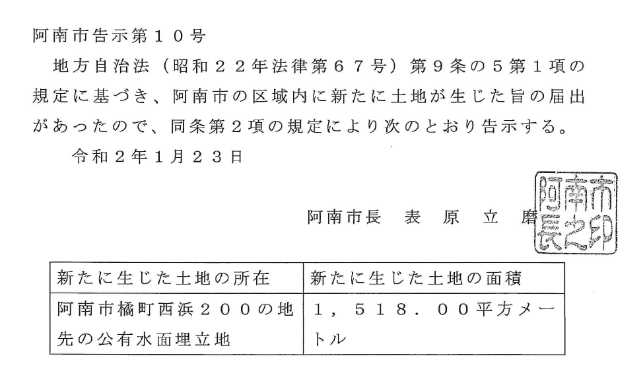 阿南市告示第１０号
地方自治法（昭和２２年法律第６７号）第９条の５第１項の
規定に基づき、阿南市の区域内に新たに土地が生じた旨の届出
があったので、同条第２項の規定により次のとおり告示する。
令和２年１月２３日
阿南市長 表 原 立 磨
阿南市
長之印
新たに生じた土地の所在 新たに生じた土地の面積
阿南市橘町西浜２００の地 １，５１８．００平方メー
先の公有水面埋立地 トル